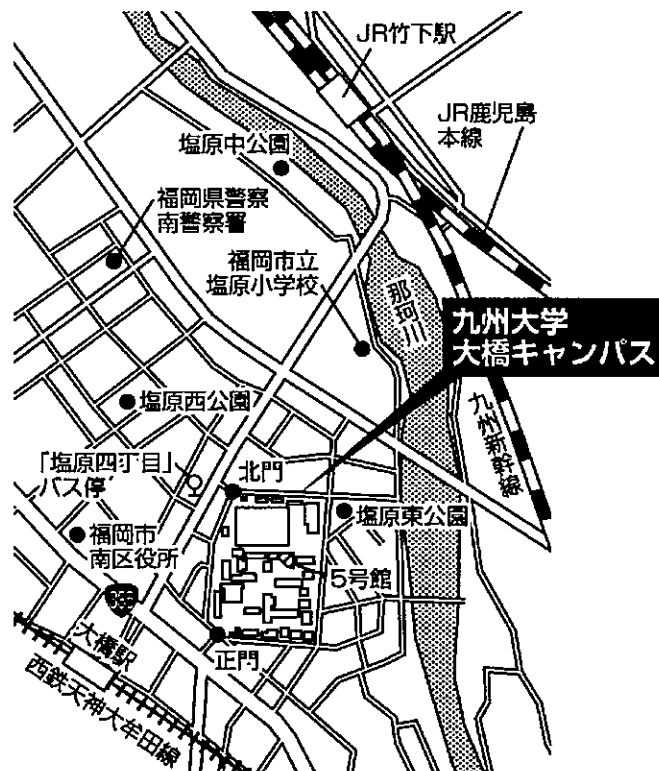 JR竹下駅
JR鹿児島
本線
塩原中公園
福岡県警察
南警察署
福岡市立
塩原小学校
那珂川
九州大学
大橋キャンパス
塩原西公園
九州新幹線
「塩原四丁目」
バス停
北門
塩原東公園
福岡市
南区役所
5号館
大橋駅
正門
西鉄天神大牟田線